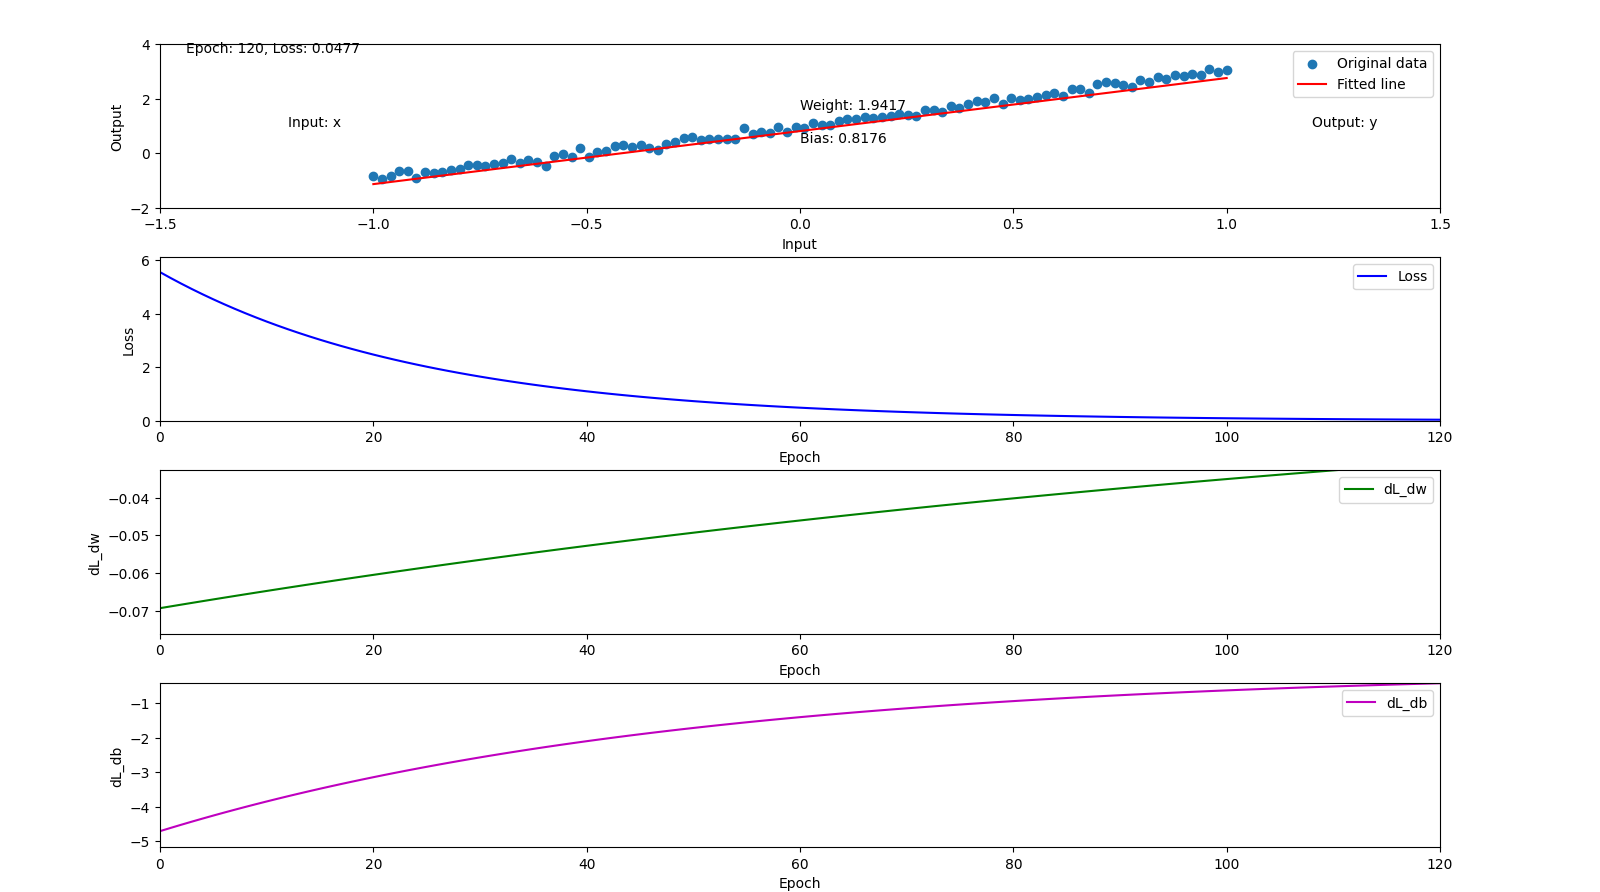 Epoch: 120, Loss: 0.0477
Original data
Fitted line
Weight: 1.9417
Input: x
Output: y
Bias: 0.8176
Output
4
2
0
−2
−1.5
−1.0
−0.5
0.0
0.5
1.0
1.5
Input
Loss
Loss
6
4
2
0
0
20
40
60
80
100
120
Epoch
dL_dw
dL_dw
−0.04
−0.05
−0.06
−0.07
0
20
40
60
80
100
120
Epoch
dL_db
dL_db
−1
−2
−3
−4
−5
0
20
40
60
80
100
120
Epoch